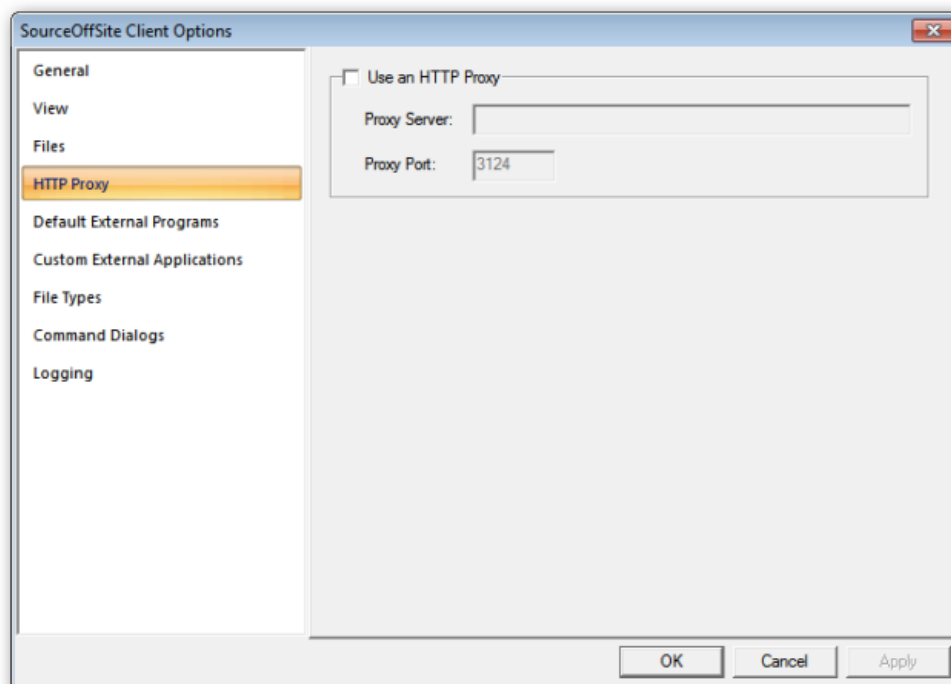 SourceOffSite Client Options
General
View
Files
HTTP Proxy
Default External Programs
Custom External Applications
File Types
Command Dialogs
Logging
Use an HTTP Proxy
Proxy Server:
Proxy Port: 3124
OK Cancel Apply